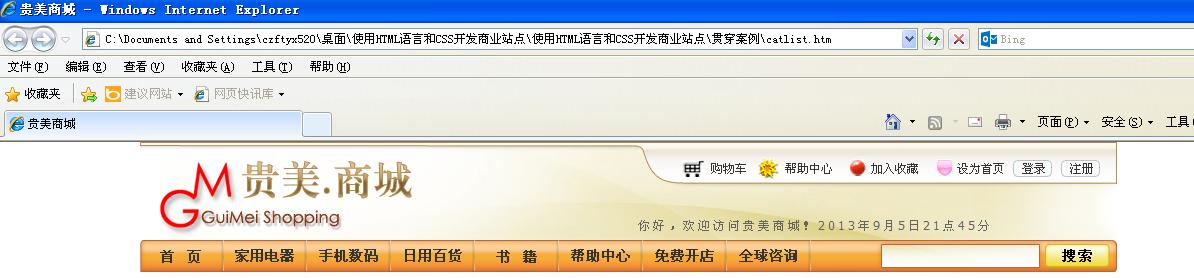 贵美商城 - Windows Internet Explorer
C:\Documents and Settings\czftyx520\桌面\使用HTML语言和CSS开发商业站点\使用HTML语言和CSS开发商业站点\贯穿案例\catlist.htm Bing
文件(F) 编辑(E) 查看(V) 收藏夹(A) 工具(T) 帮助(H)
收藏夹 建议网站 网页快讯库
贵美商城 页面(P) 安全(S) 工具
购物车 帮助中心 加入收藏 设为首页 登录 注册
GM 贵美.商城
GuiMei Shopping
你好,欢迎访问贵美商城! 2013年9月5日21点45分
首 页 家用电器 手机数码 日用百货 书 籍 帮助中心 免费开店 全球咨询 搜索